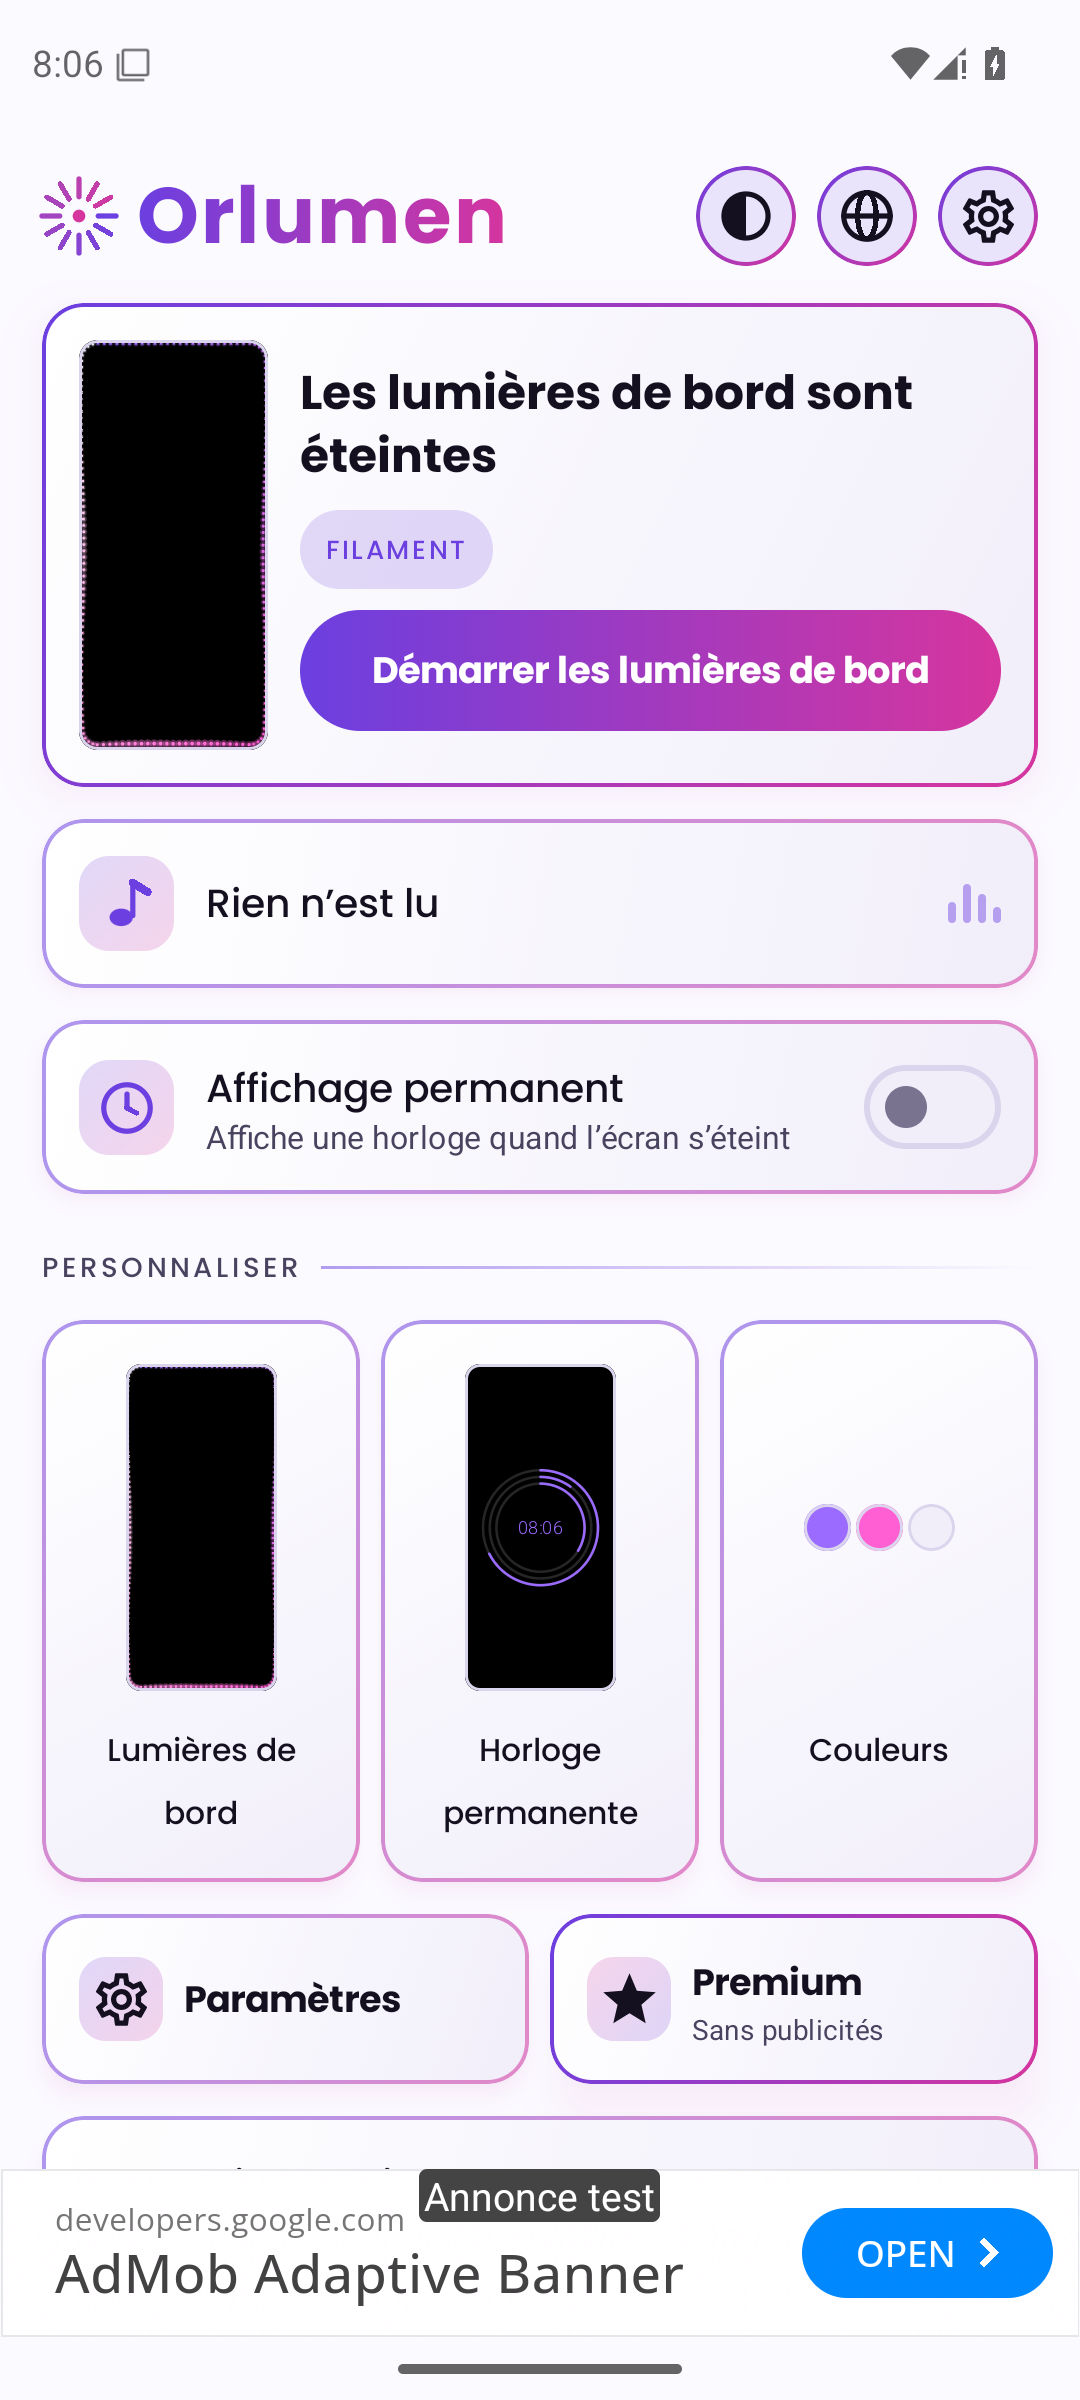 8:06
Orlumen
Les lumières de bord sont
éteintes
FILAMENT
Démarrer les lumières de bord
Rien n’est lu
Affichage permanent
Affiche une horloge quand l’écran s’éteint
PERSONNALISER
08:06
Lumières de
bord
Horloge
permanente
Couleurs
Paramètres
Premium
Sans publicités
Annonce test
developers.google.com
AdMob Adaptive Banner
OPEN